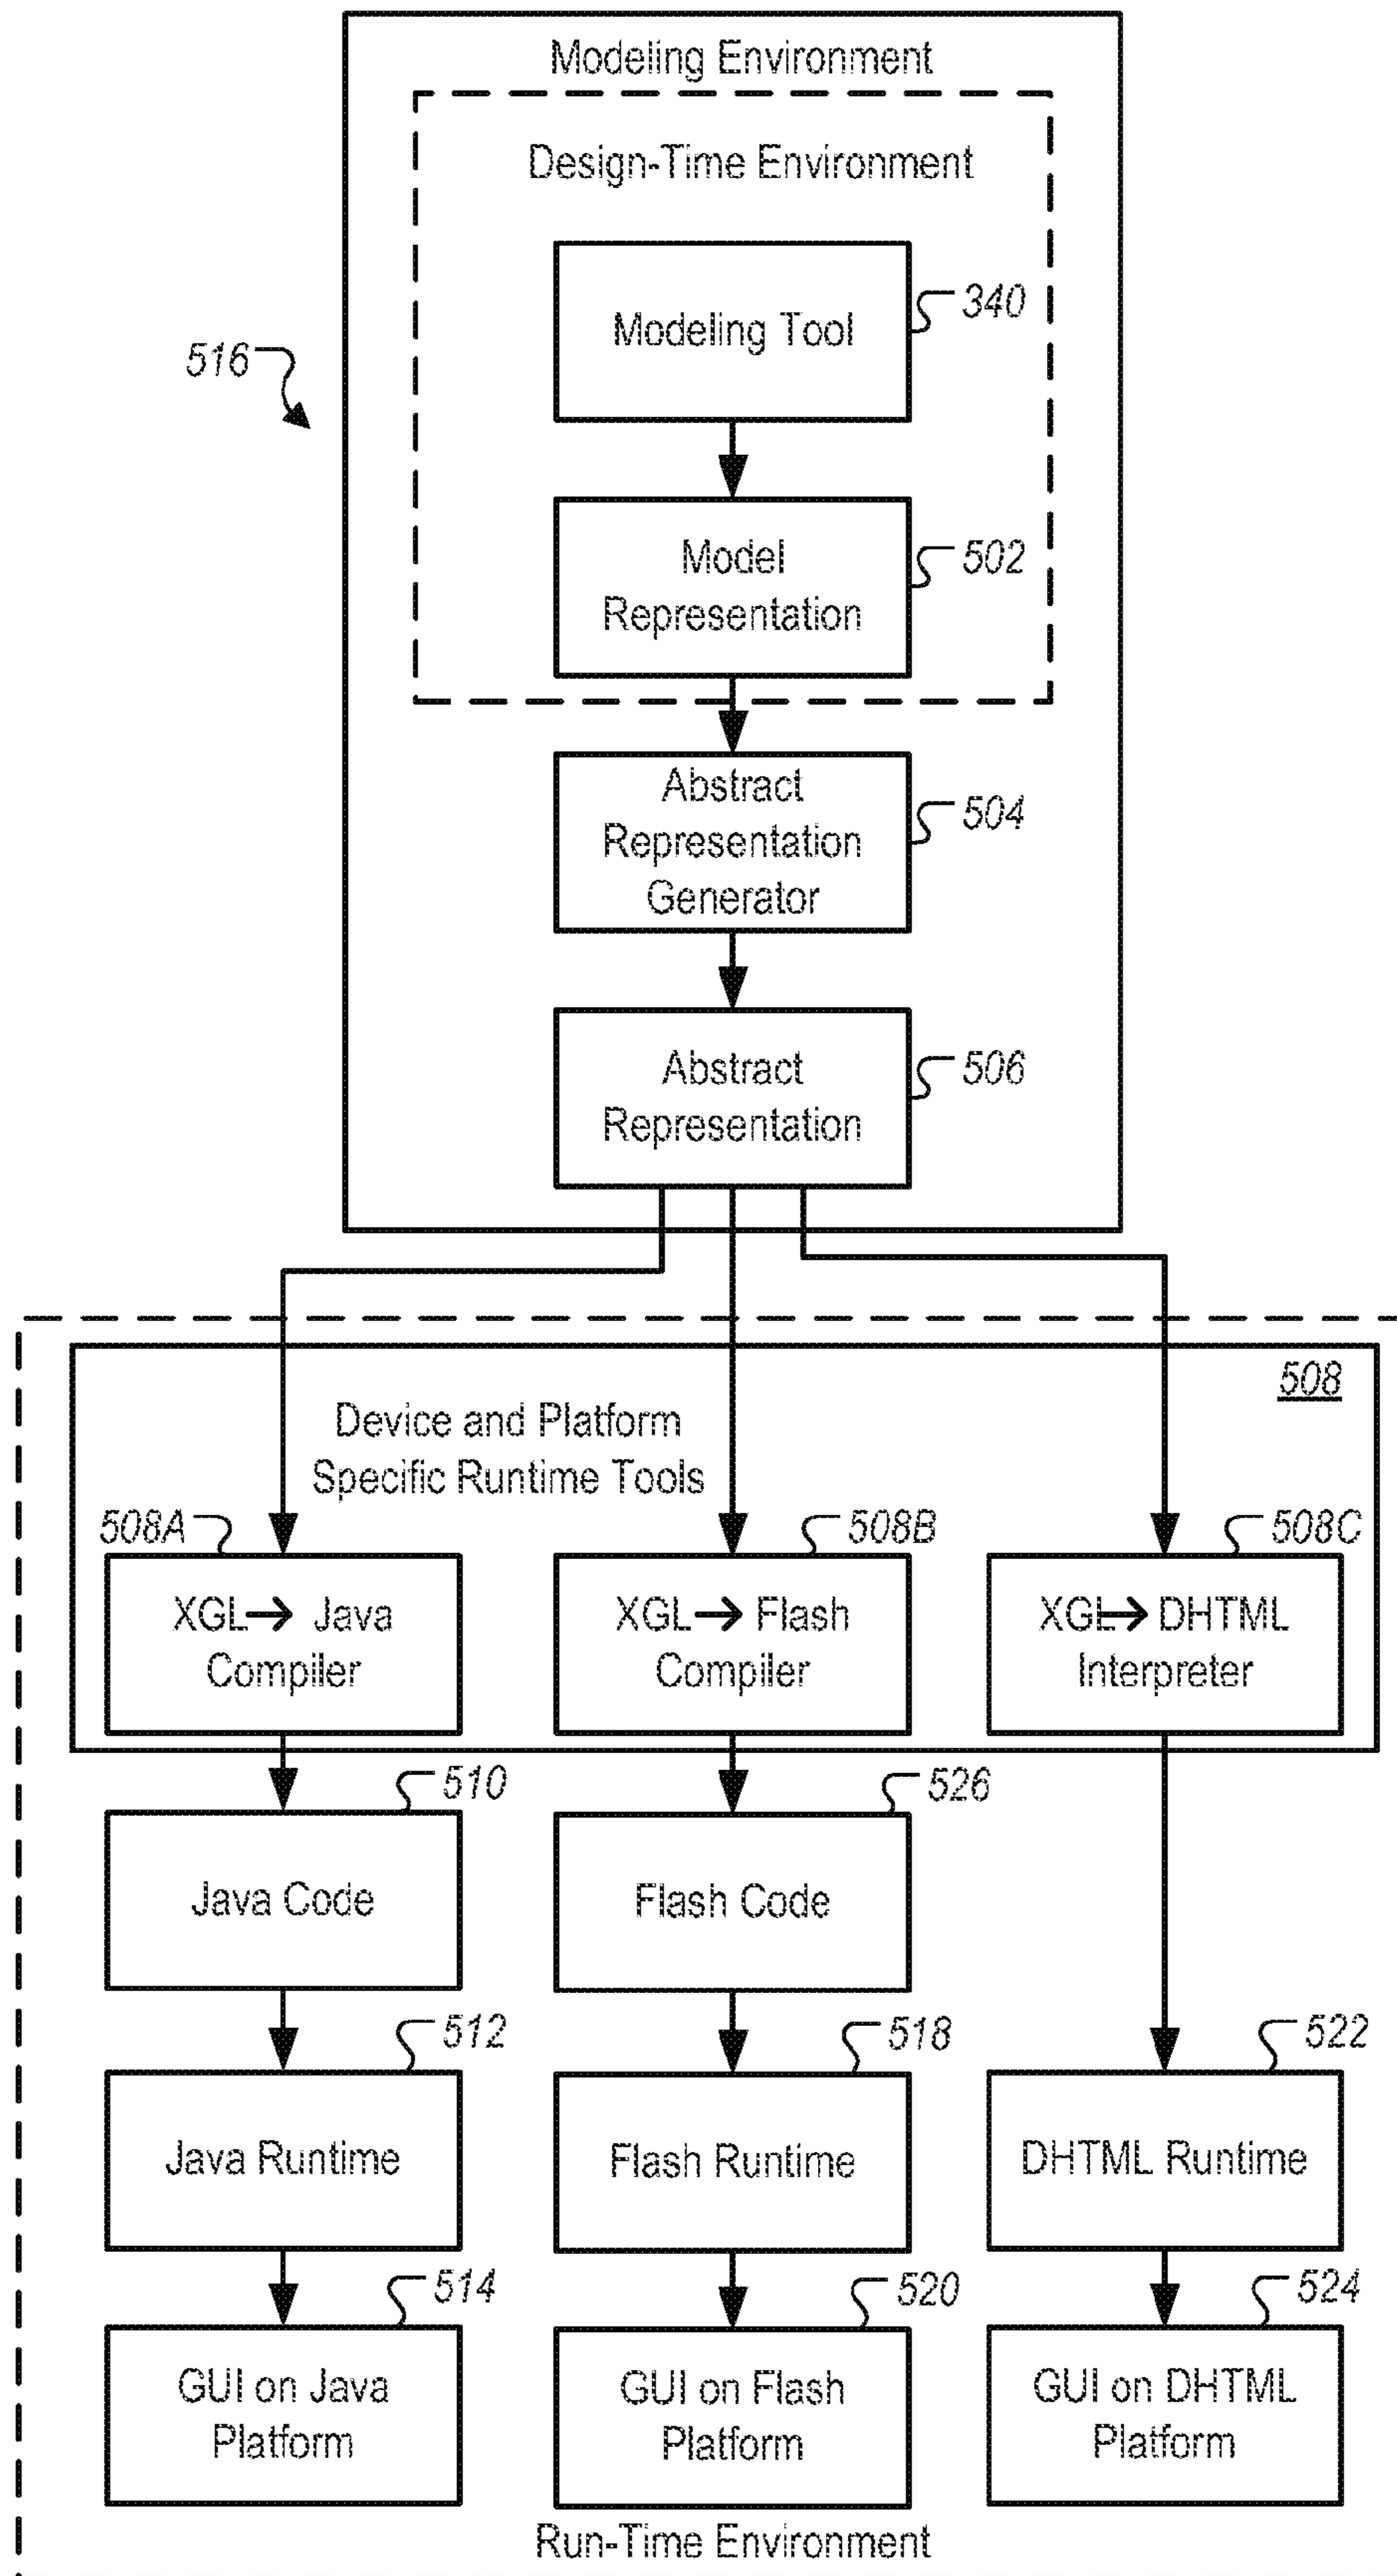 Modeling Environment
Design-Time Environment
Modeling Tool
340
516
Model
Representation
502
Abstract
Representation
Generator
504
Abstract
Representation
506
508
Device and Platform
Specific Runtime Tools
508A
508B
508C
XGL→ Java
Compiler
XGL→ Flash
Compiler
XGL→ DHTML
Interpreter
510
526
Java Code
Flash Code
512
518
522
Java Runtime
Flash Runtime
DHTML Runtime
514
520
524
GUI on Java
Platform
GUI on Flash
Platform
GUI on DHTML
Platform
Run-Time Environment